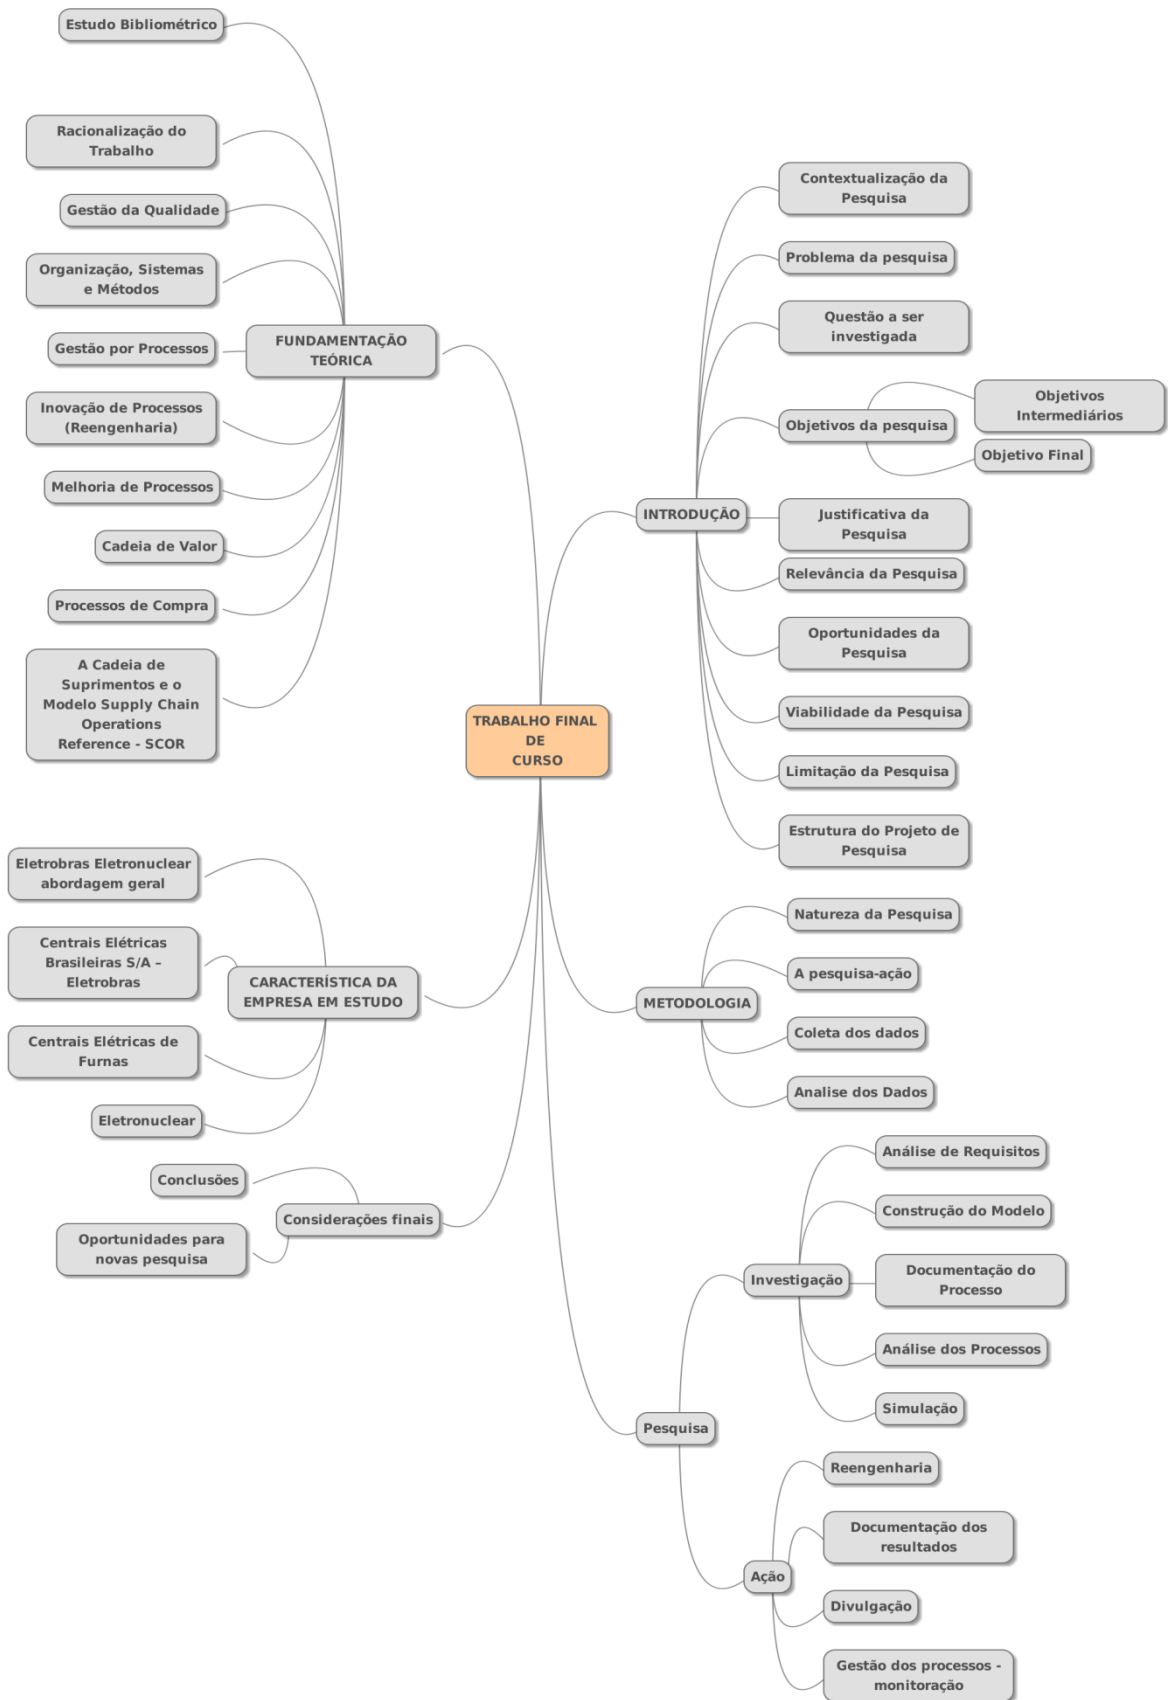 Estudo Bibliométrico
Racionalização do
Trabalho
Gestão da Qualidade
Organização, Sistemas
e Métodos
Gestão por Processos
Inovação de Processos
(Reengenharia)
Melhoria de Processos
Cadeia de Valor
Processos de Compra
A Cadeia de
Suprimentos e o
Modelo Supply Chain
Operations
Reference - SCOR
FUNDAMENTAÇÃO
TEÓRICA
Eletrobras Eletronuclear
abordagem geral
Centrais Elétricas
Brasileiras S/A –
Eletrobras
Centrais Elétricas de
Furnas
Eletronuclear
CARACTERÍSTICA DA
EMPRESA EM ESTUDO
Conclusões
Oportunidades para
novas pesquisa
Considerações finais
TRABALHO FINAL
DE
CURSO
INTRODUÇÃO
Contextualização da
Pesquisa
Problema da pesquisa
Questão a ser
investigada
Objetivos da pesquisa
Objetivos
Intermediários
Objetivo Final
Justificativa da
Pesquisa
Relevância da Pesquisa
Oportunidades da
Pesquisa
Viabilidade da Pesquisa
Limitação da Pesquisa
Estrutura do Projeto de
Pesquisa
METODOLOGIA
Natureza da Pesquisa
A pesquisa-ação
Coleta dos dados
Analise dos Dados
Pesquisa
Investigação
Análise de Requisitos
Construção do Modelo
Documentação do
Processo
Análise dos Processos
Simulação
Ação
Reengenharia
Documentação dos
resultados
Divulgação
Gestão dos processos -
monitoração